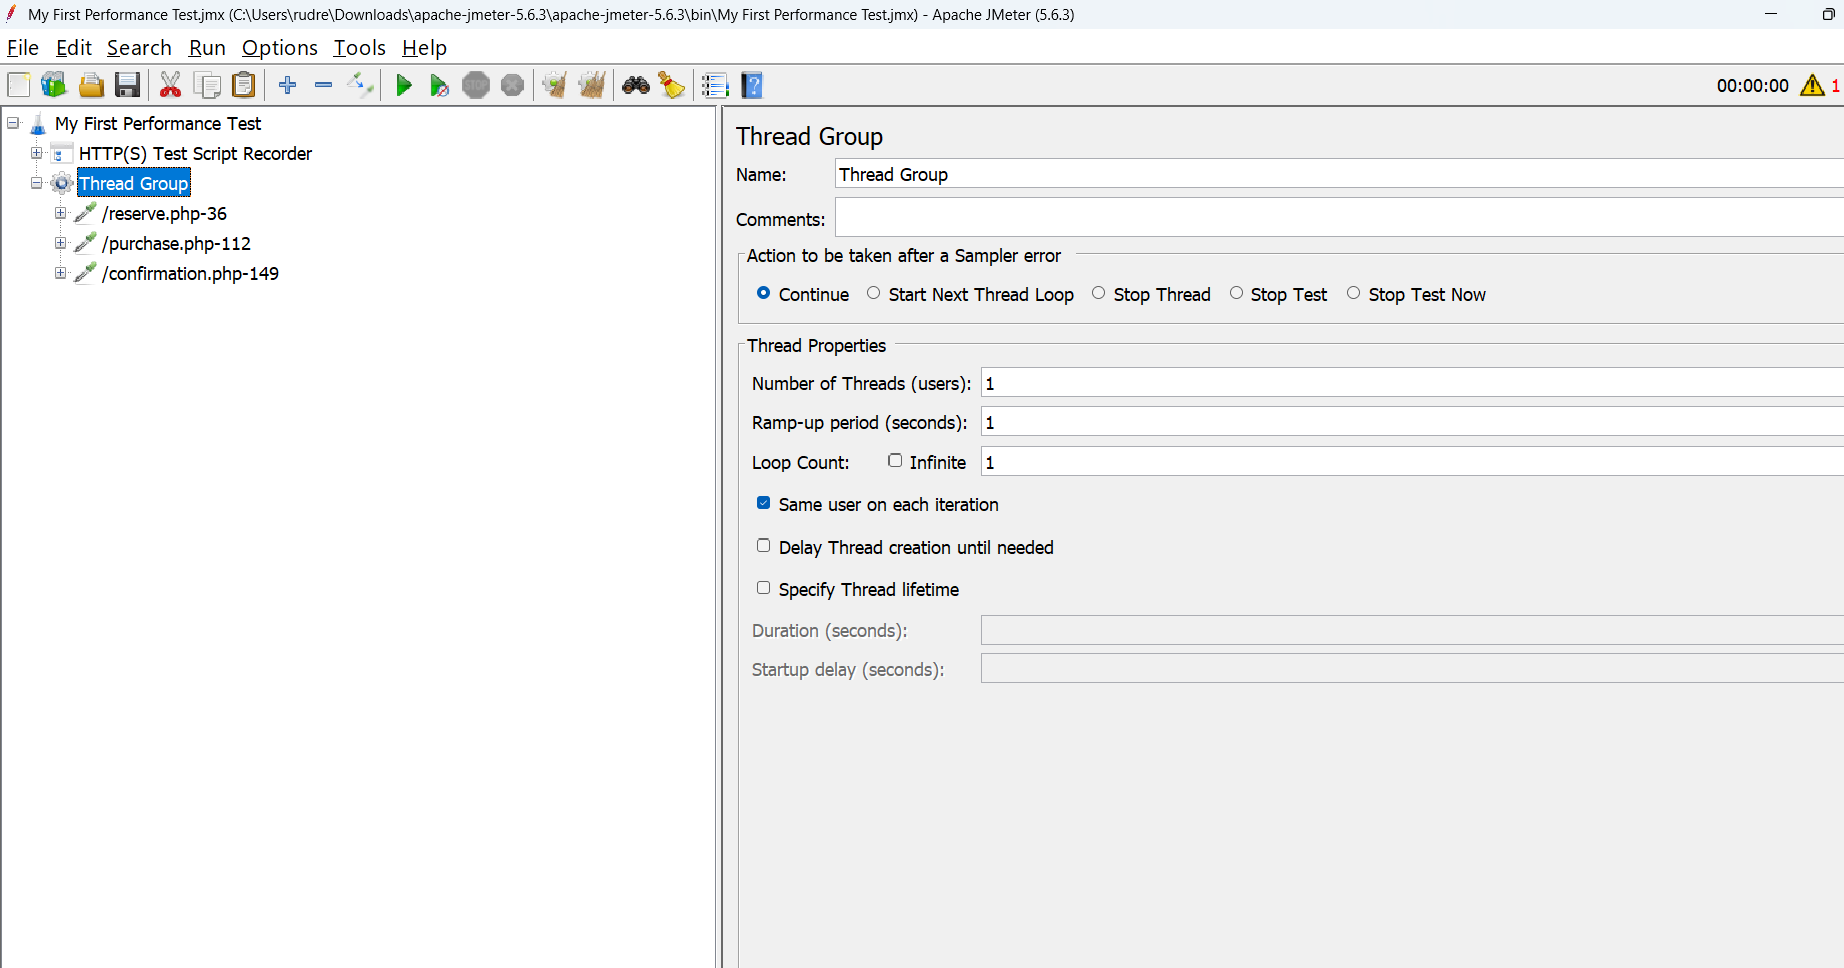 My First Performance Test.jmx (C:\Users\rudre\Downloads\apache-jmeter-5.6.3\apache-jmeter-5.6.3\bin\My First Performance Test.jmx) - Apache JMeter (5.6.3)
File Edit Search Run Options Tools Help
STOP
00:00:00 1
My First Performance Test
HTTP(S) Test Script Recorder
Thread Group
/reserve.php-36
/purchase.php-112
/confirmation.php-149
Thread Group
Name: Thread Group
Comments:
Action to be taken after a Sampler error
Continue Start Next Thread Loop Stop Thread Stop Test Stop Test Now
Thread Properties
Number of Threads (users): 1
Ramp-up period (seconds): 1
Loop Count: Infinite 1
Same user on each iteration
Delay Thread creation until needed
Specify Thread lifetime
Duration (seconds):
Startup delay (seconds):